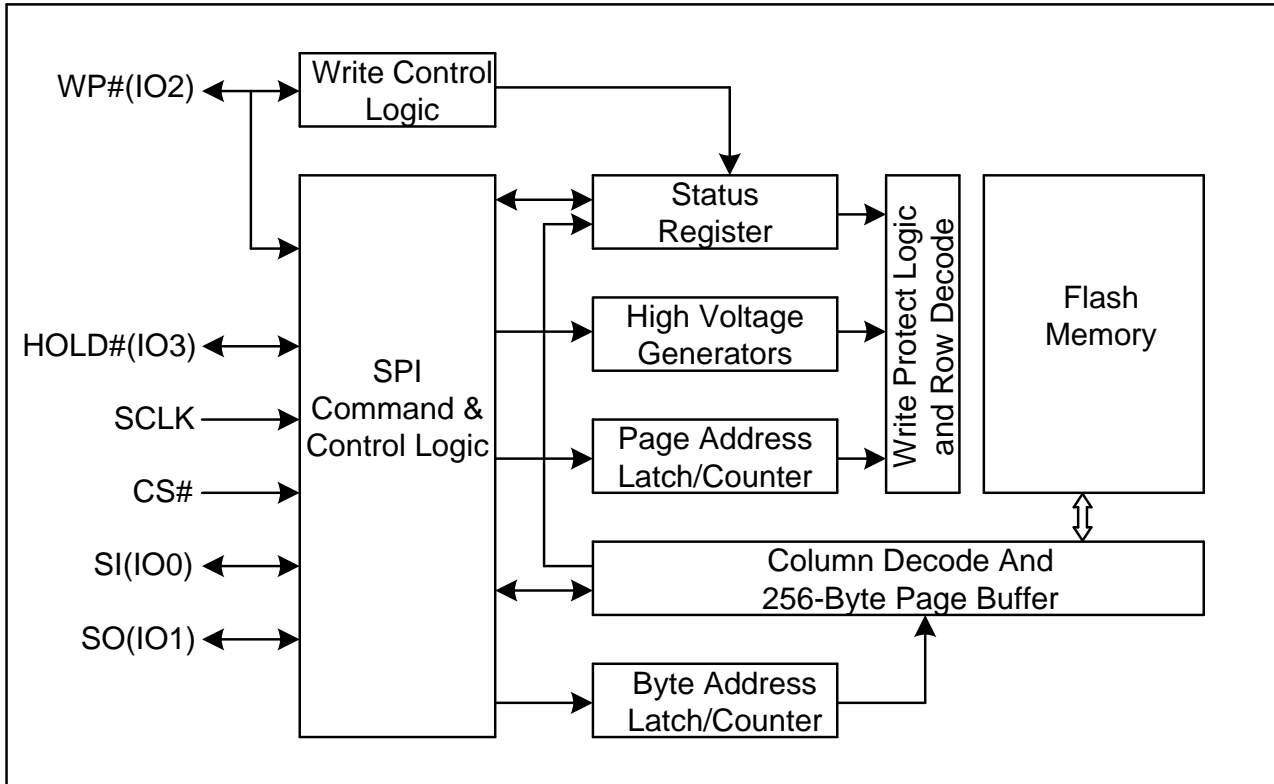 WP#(IO2)
Write Control
Logic
Status
Register
Write Protect Logic
and Row Decode
Flash
Memory
HOLD#(IO3)
High Voltage
Generators
SPI
Command &
Control Logic
SCLK
Page Address
Latch/Counter
CS#
SI(IO0)
Column Decode And
256-Byte Page Buffer
SO(IO1)
Byte Address
Latch/Counter